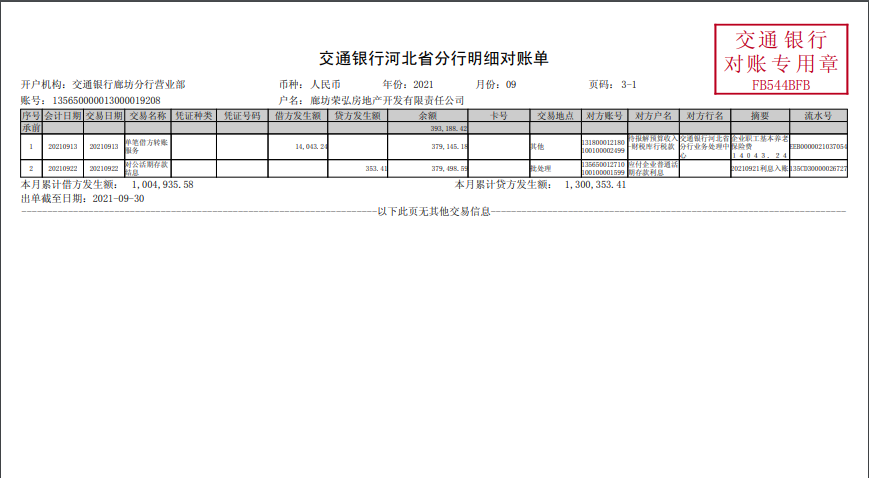 交通银行
对账专用章
FB544BFB
交通银行河北省分行明细对账单
开户机构：交通银行廊坊分行营业部 币种：人民币 年份：2021 月份：09 页码：3-1
账号：135650000013000019208 户名：廊坊荣弘房地产开发有限责任公司
序号 会计日期 交易日期 交易名称 凭证种类 凭证号码 借方发生额 贷方发生额 余额 卡号 交易地点 对方账号 对方户名 对方行名 摘要 流水号
承前 393,188.42
1 20210913 20210913 单笔借方转账服务 14,043.24 379,145.18 其他 131800012180100100002499 待报解预算收入-财税库行税款 交通银行河北省分行业务处理中心 企业职工基本养老保险费 14043.24 EEB0000021037054
2 20210922 20210922 对公活期存款结息 353.41 379,498.59 批处理 135650012710100100001599 应付企业普通活期存款利息 20210921利息入账 135CD30000026727
本月累计借方发生额： 1,004,935.58 本月累计贷方发生额： 1,300,353.41
出单截至日期：2021-09-30
以下此页无其他交易信息